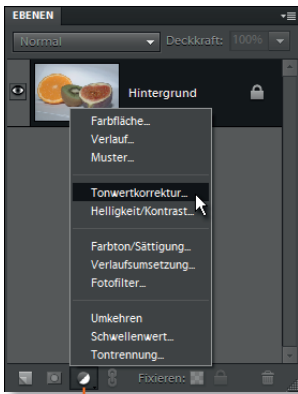 EBENEN
Normal Deckkraft: 100%
Hintergrund
Farbfläche...
Verlauf...
Muster...
Tonwertkorrektur...
Helligkeit/Kontrast...
Farbton/Sättigung...
Verlaufsumsetzung...
Fotofilter...
Umkehren
Schwellenwert...
Tontrennung...
Fixieren: